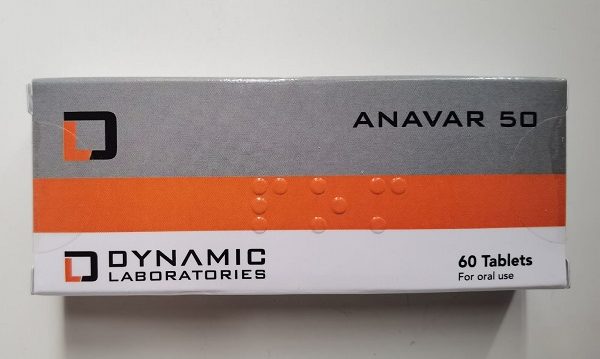 ANAVAR 50
DYNAMIC
LABORATORIES
60 Tablets
For oral use